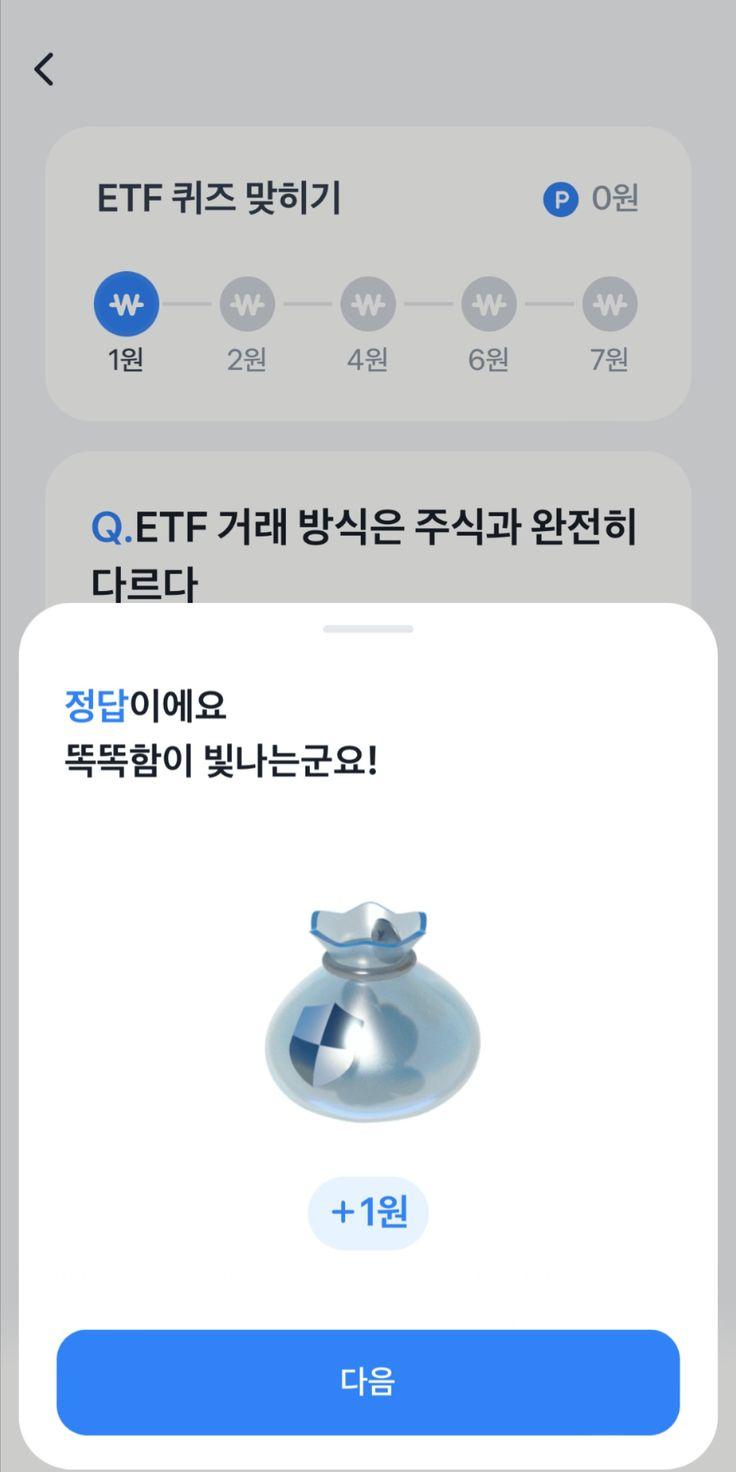 ETF 퀴즈 맞히기
P 0원
1원 2원 4원 6원 7원
Q.ETF 거래 방식은 주식과 완전히
다르다
정답이에요
똑똑함이 빛나는군요!
+1원
다음